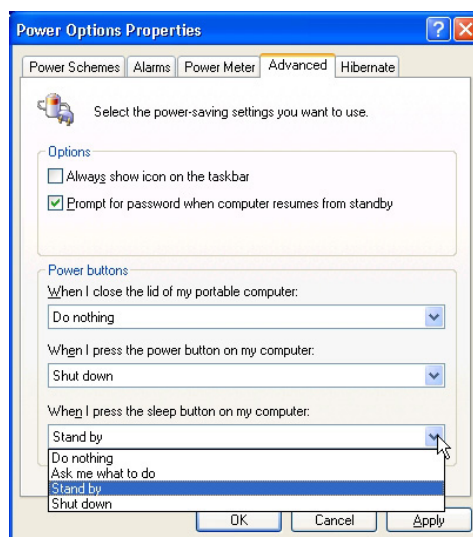 Power Options Properties
Power Schemes Alarms Power Meter Advanced Hibernate
Select the power-saving settings you want to use.
Options
Always show icon on the taskbar
Prompt for password when computer resumes from standby
Power buttons
When I close the lid of my portable computer:
Do nothing
When I press the power button on my computer:
Shut down
When I press the sleep button on my computer:
Stand by
Do nothing
Ask me what to do
Stand by
Shut down
OK Cancel Apply